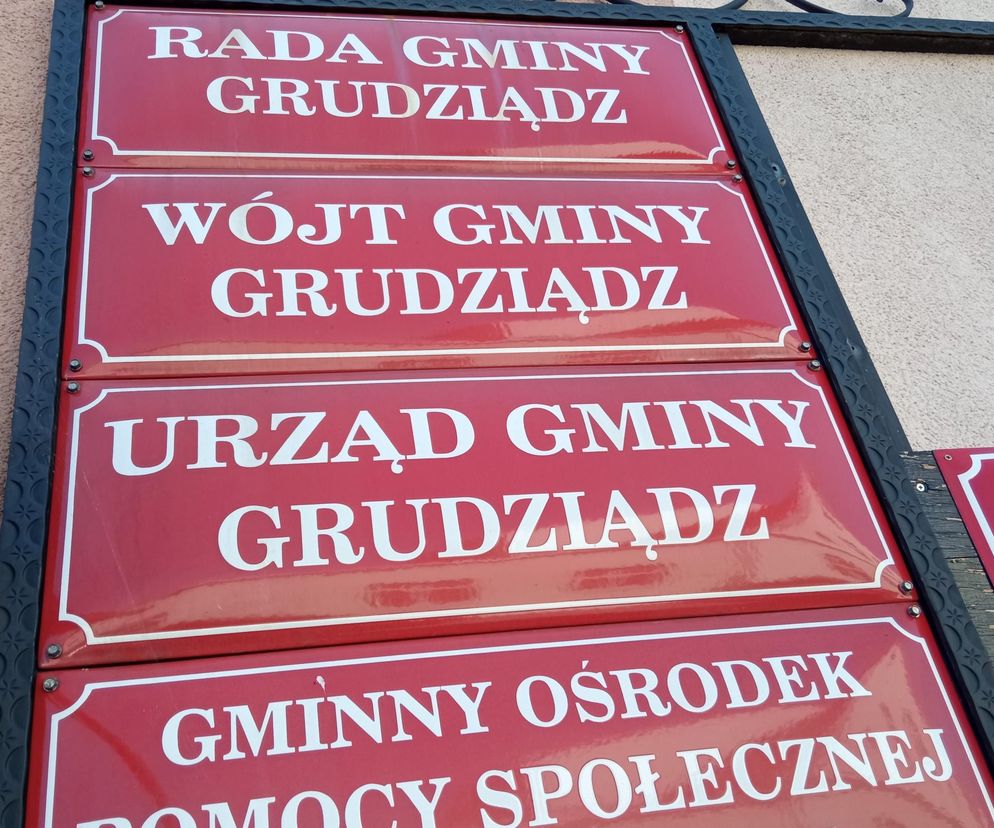 RADA GMINY
GRUDZIĄDZ
WÓJT GMINY
GRUDZIĄDZ
URZĄD GMINY
GRUDZIĄDZ
GMINNY OŚRODEK
POMOCY SPOŁECZNEJ